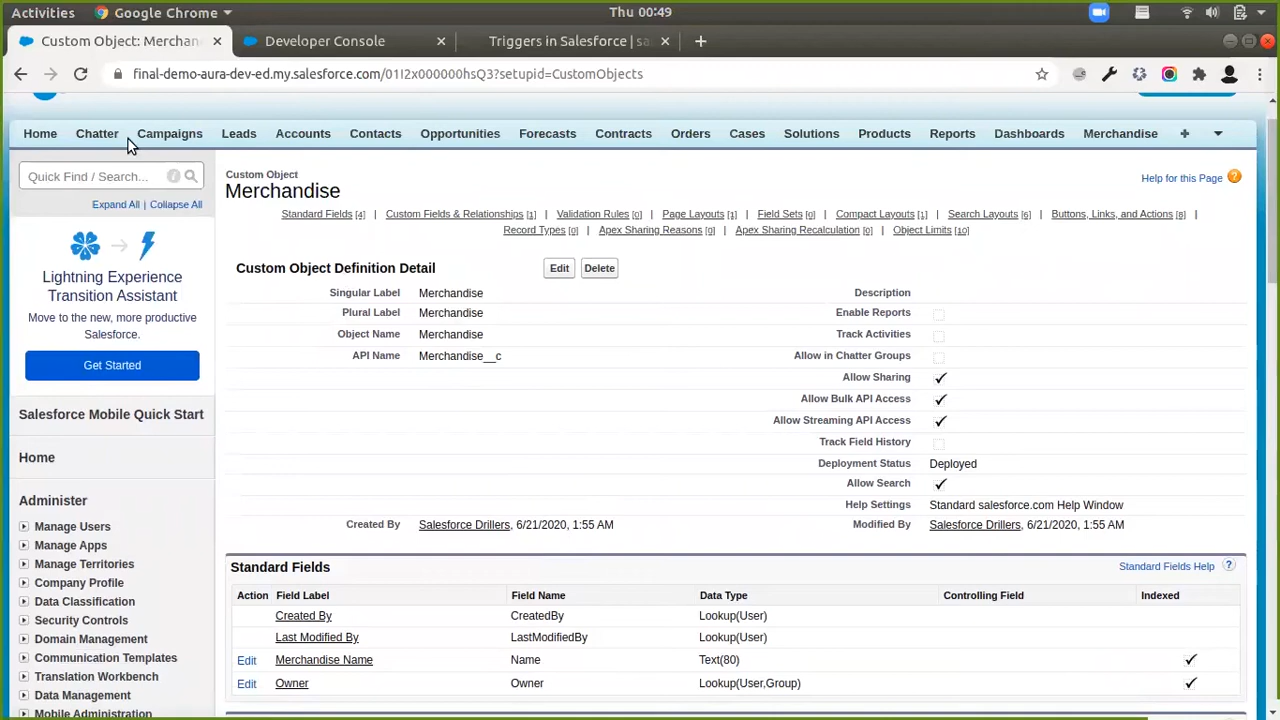 Activities Google Chrome Thu 00:49
Custom Object: Merchan Developer Console Triggers in Salesforce | sa
final-demo-aura-dev-ed.my.salesforce.com/01I2x000000hsQ3?setupid=CustomObjects
Home Chatter Campaigns Leads Accounts Contacts Opportunities Forecasts Contracts Orders Cases Solutions Products Reports Dashboards Merchandise +
Quick Find / Search... i
Expand All | Collapse All
Lightning Experience
Transition Assistant
Move to the new, more productive
Salesforce.
Get Started
Salesforce Mobile Quick Start
Home
Administer
Manage Users
Manage Apps
Manage Territories
Company Profile
Data Classification
Security Controls
Domain Management
Communication Templates
Translation Workbench
Data Management
Mobile Administration
Custom Object
Merchandise
Help for this Page ?
Standard Fields [4] | Custom Fields & Relationships [1] | Validation Rules [0] | Page Layouts [1] | Field Sets [0] | Compact Layouts [1] | Search Layouts [6] | Buttons, Links, and Actions [8] |
Record Types [0] | Apex Sharing Reasons [0] | Apex Sharing Recalculation [0] | Object Limits [10]
Custom Object Definition Detail Edit Delete
Singular Label Merchandise Description
Plural Label Merchandise Enable Reports
Object Name Merchandise Track Activities
API Name Merchandise__c Allow in Chatter Groups
Allow Sharing
Allow Bulk API Access
Allow Streaming API Access
Track Field History
Deployment Status Deployed
Allow Search
Help Settings Standard salesforce.com Help Window
Created By Salesforce Drillers, 6/21/2020, 1:55 AM Modified By Salesforce Drillers, 6/21/2020, 1:55 AM
Standard Fields Standard Fields Help ?
Action Field Label Field Name Data Type Controlling Field Indexed
Created By CreatedBy Lookup(User)
Last Modified By LastModifiedBy Lookup(User)
Edit Merchandise Name Name Text(80)
Edit Owner Owner Lookup(User,Group)